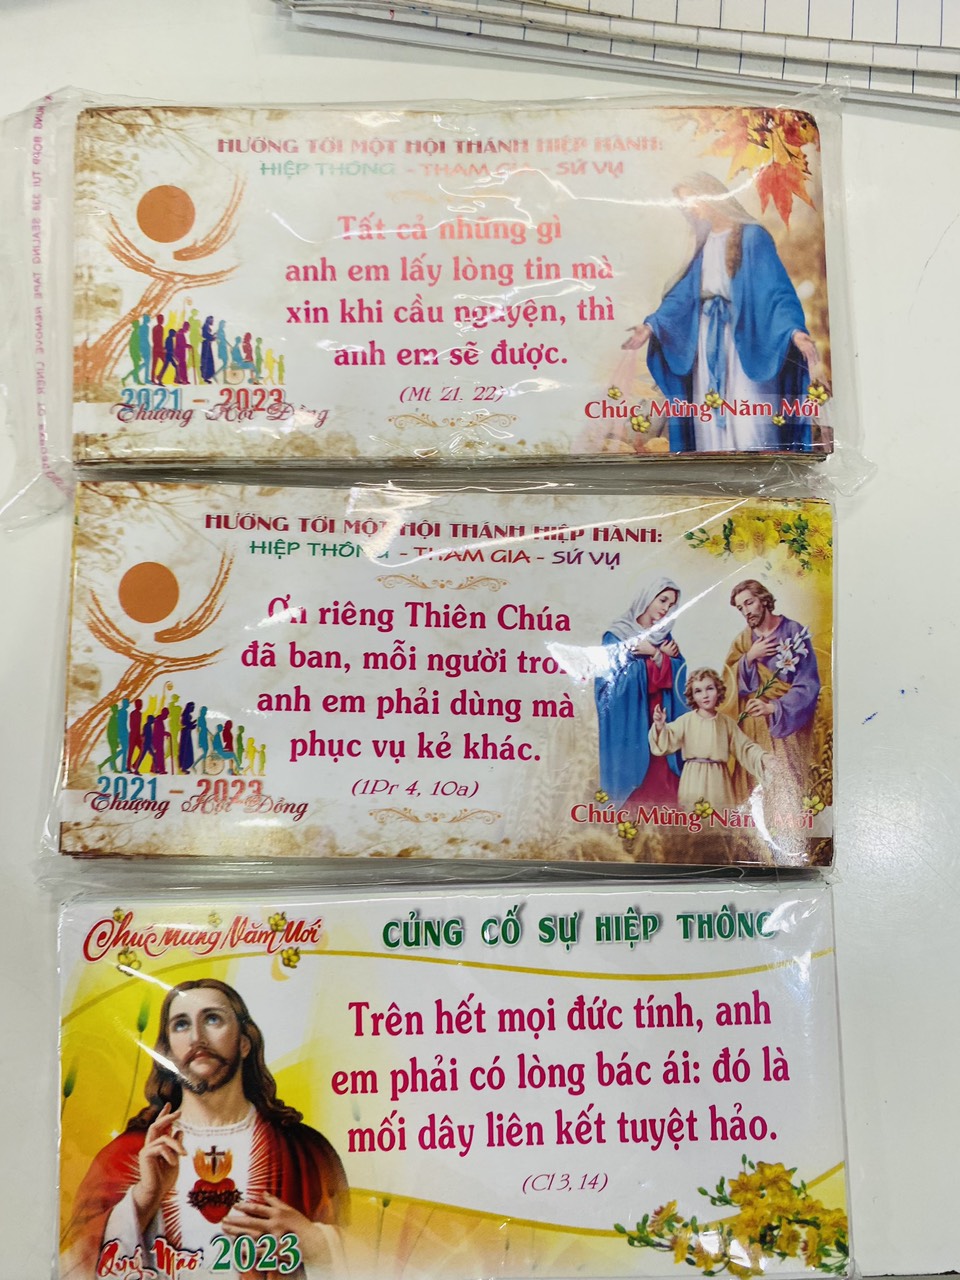 HƯỚNG TỚI MỘT HỘI THÁNH HIỆP HÀNH:
HIỆP THÔNG - THAM GIA - SỨ VỤ
Tất cả những gì
anh em lấy lòng tin mà
xin khi cầu nguyện, thì
anh em sẽ được.
(Mt 21. 22)
2021 - 2023
Thượng Hội Đồng
Chúc Mừng Năm Mới
HƯỚNG TỚI MỘT HỘI THÁNH HIỆP HÀNH:
HIỆP THÔNG - THAM GIA - SỨ VỤ
Ơn riêng Thiên Chúa
đã ban, mỗi người trong
anh em phải dùng mà
phục vụ kẻ khác.
(1Pr 4, 10a)
2021 - 2023
Thượng Hội Đồng
Chúc Mừng Năm Mới
Chúc Mừng Năm Mới
CỦNG CỐ SỰ HIỆP THÔNG
Trên hết mọi đức tính, anh
em phải có lòng bác ái: đó là
mối dây liên kết tuyệt hảo.
(Cl 3, 14)
Quý Mão 2023